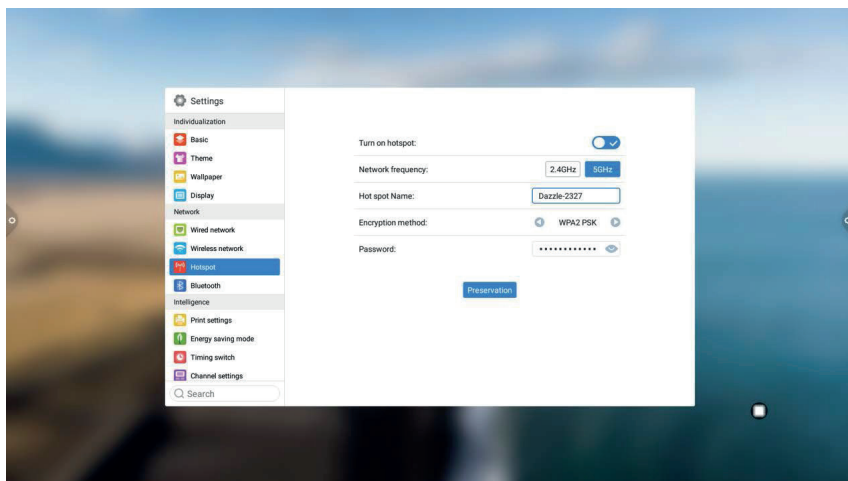 Settings
Individualization
Basic
Theme
Wallpaper
Display
Network
Wired network
Wireless network
Hotspot
Bluetooth
Intelligence
Print settings
Energy saving mode
Timing switch
Channel settings
Search
Turn on hotspot:
Network frequency: 2.4GHz 5GHz
Hot spot Name: Dazzle-2327
Encryption method: WPA2 PSK
Password: ••••••••••••
Preservation